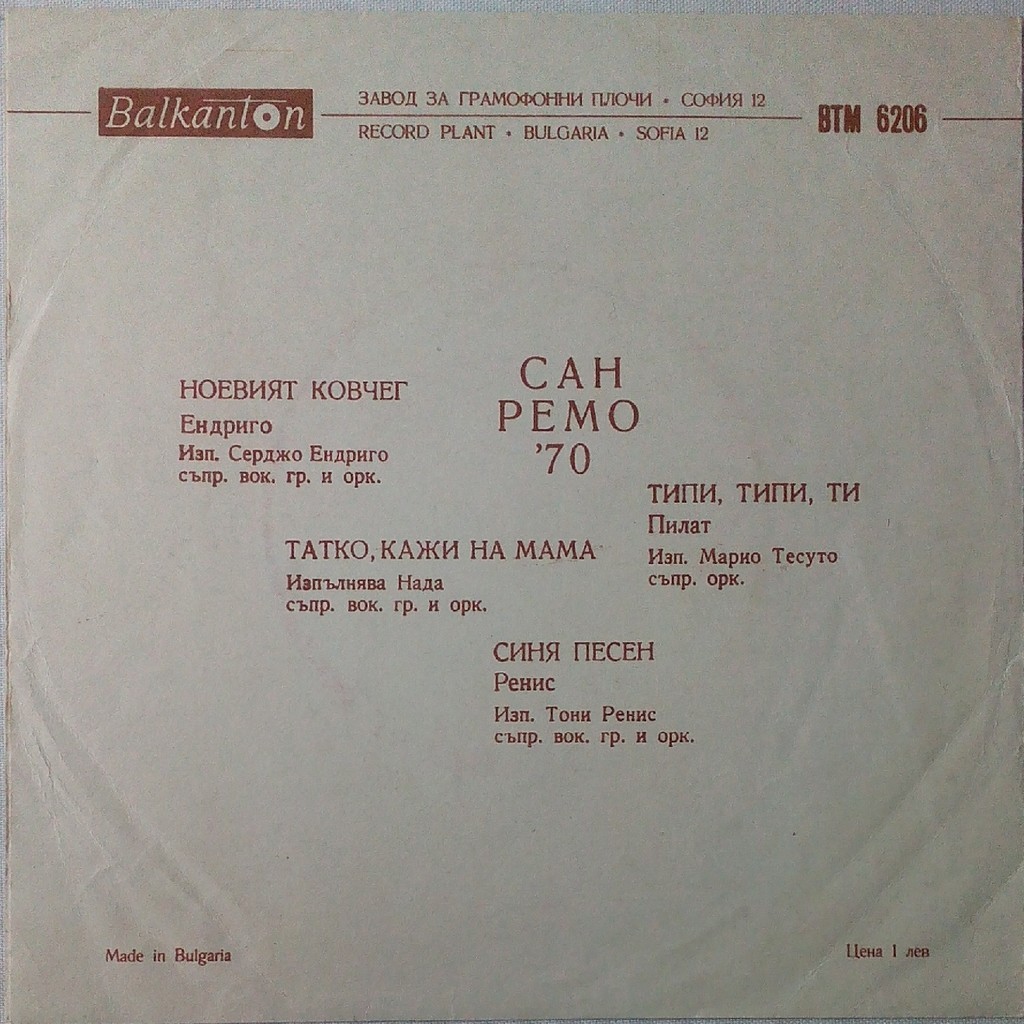 Balkanton
ЗАВОД ЗА ГРАМОФОННИ ПЛОЧИ • СОФИЯ 12
RECORD PLANT • BULGARIA • SOFIA 12
ВТМ 6206
САН
РЕМО
'70
НОЕВИЯТ КОВЧЕГ
Ендриго
Изп. Серджо Ендриго
съпр. вок. гр. и орк.
ТИПИ, ТИПИ, ТИ
Пилат
Изп. Марио Тесуто
съпр. орк.
ТАТКО, КАЖИ НА МАМА
Изпълнява Нада
съпр. вок. гр. и орк.
СИНЯ ПЕСЕН
Ренис
Изп. Тони Ренис
съпр. вок. гр. и орк.
Made in Bulgaria
Цена 1 лев